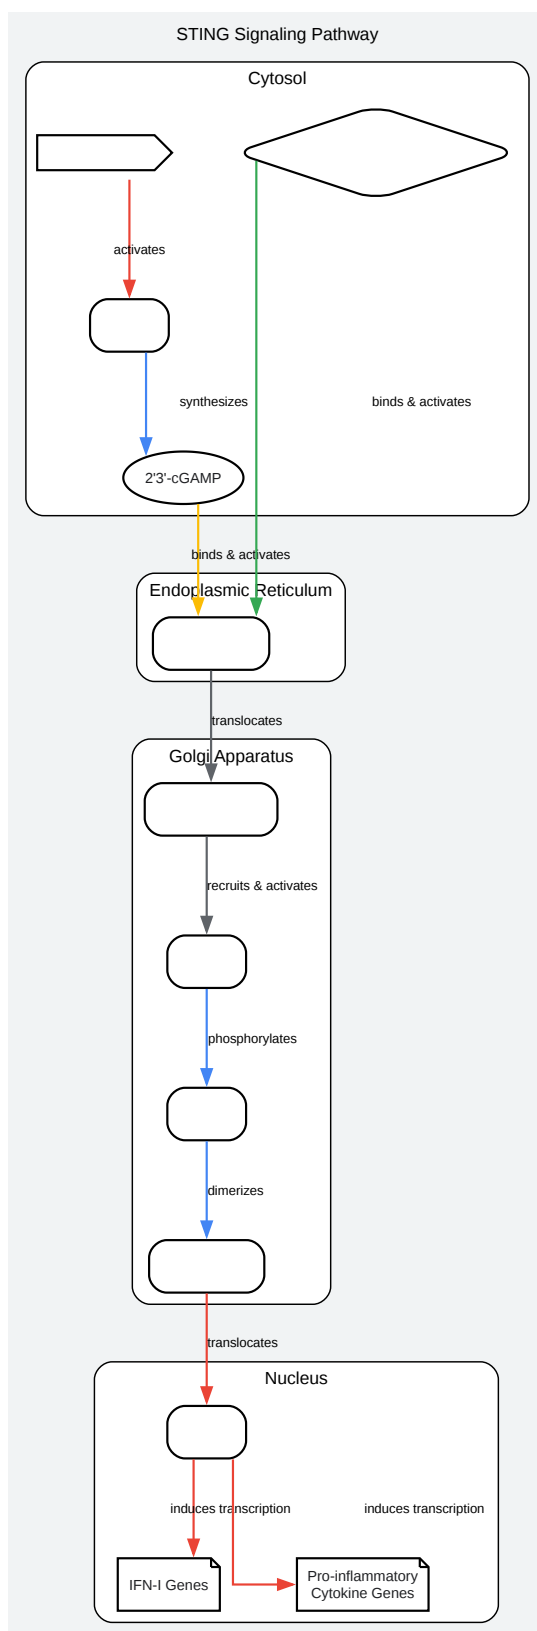 STING Signaling Pathway
Cytosol
activates
synthesizes
binds & activates
2'3'-cGAMP
binds & activates
Endoplasmic Reticulum
translocates
Golgi Apparatus
recruits & activates
phosphorylates
dimerizes
translocates
Nucleus
induces transcription
induces transcription
IFN-I Genes
Pro-inflammatory
Cytokine Genes